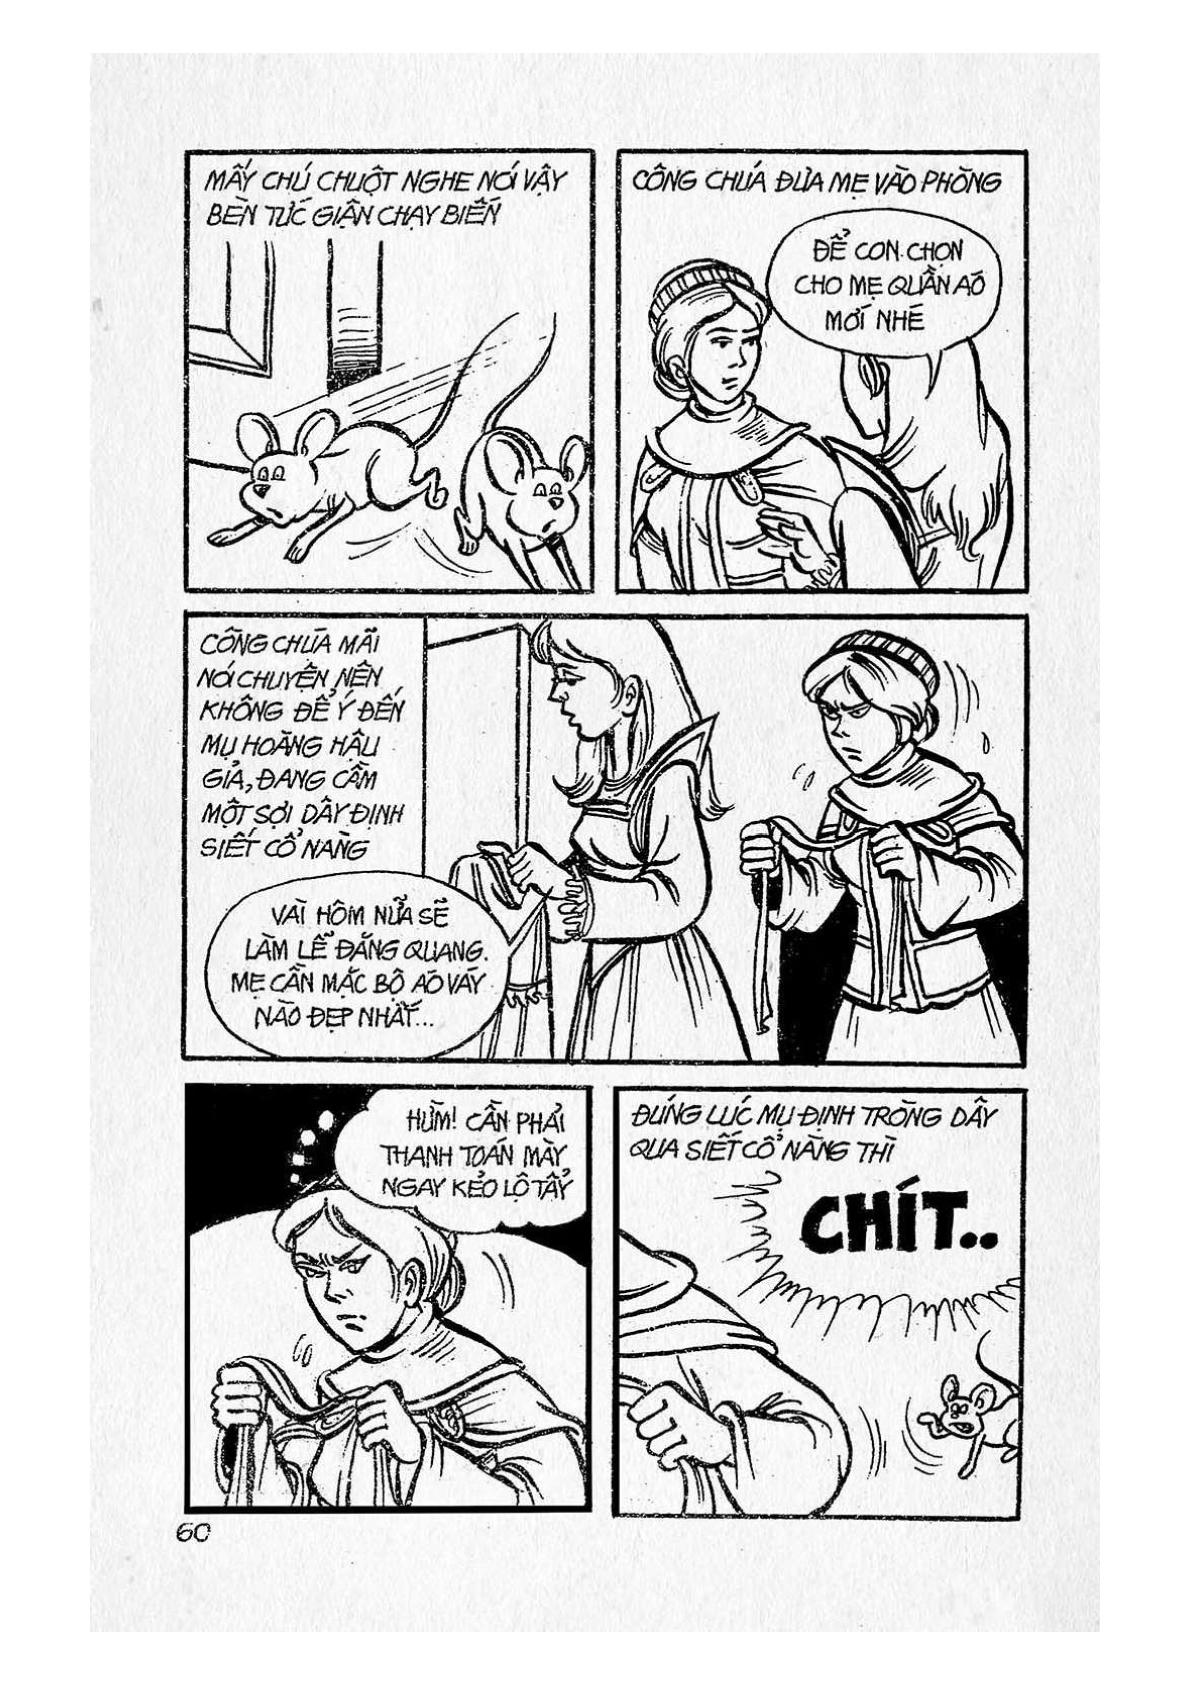 MẤY CHÚ CHUỘT NGHE NÓI VẬY
BÈN TỨC GIẬN CHẠY BIẾN
CÔNG CHÚA ĐƯA MẸ VÀO PHÒNG
ĐỂ CON CHỌN
CHO MẸ QUẦN ÁO
MỚI NHÉ
CÔNG CHÚA MÃI
NÓI CHUYỆN NÊN
KHÔNG ĐỂ Ý ĐẾN
MỤ HOÀNG HẬU
GIẢ, ĐANG CẦM
MỘT SỢI DÂY ĐỊNH
SIẾT CỔ NÀNG
VÀI HÔM NỬA SẼ
LÀM LỂ ĐĂNG QUANG.
MẸ CẦN MẶC BỘ ÁO VÁY
NÀO ĐẸP NHẤT...
HỪM! CẦN PHẢI
THANH TOÁN MÀY
NGAY KẺO LỘ TẨY
ĐÚNG LÚC MỤ ĐỊNH TRÒNG DÂY
QUA SIẾT CỔ NÀNG THÌ
CHÍT..
60